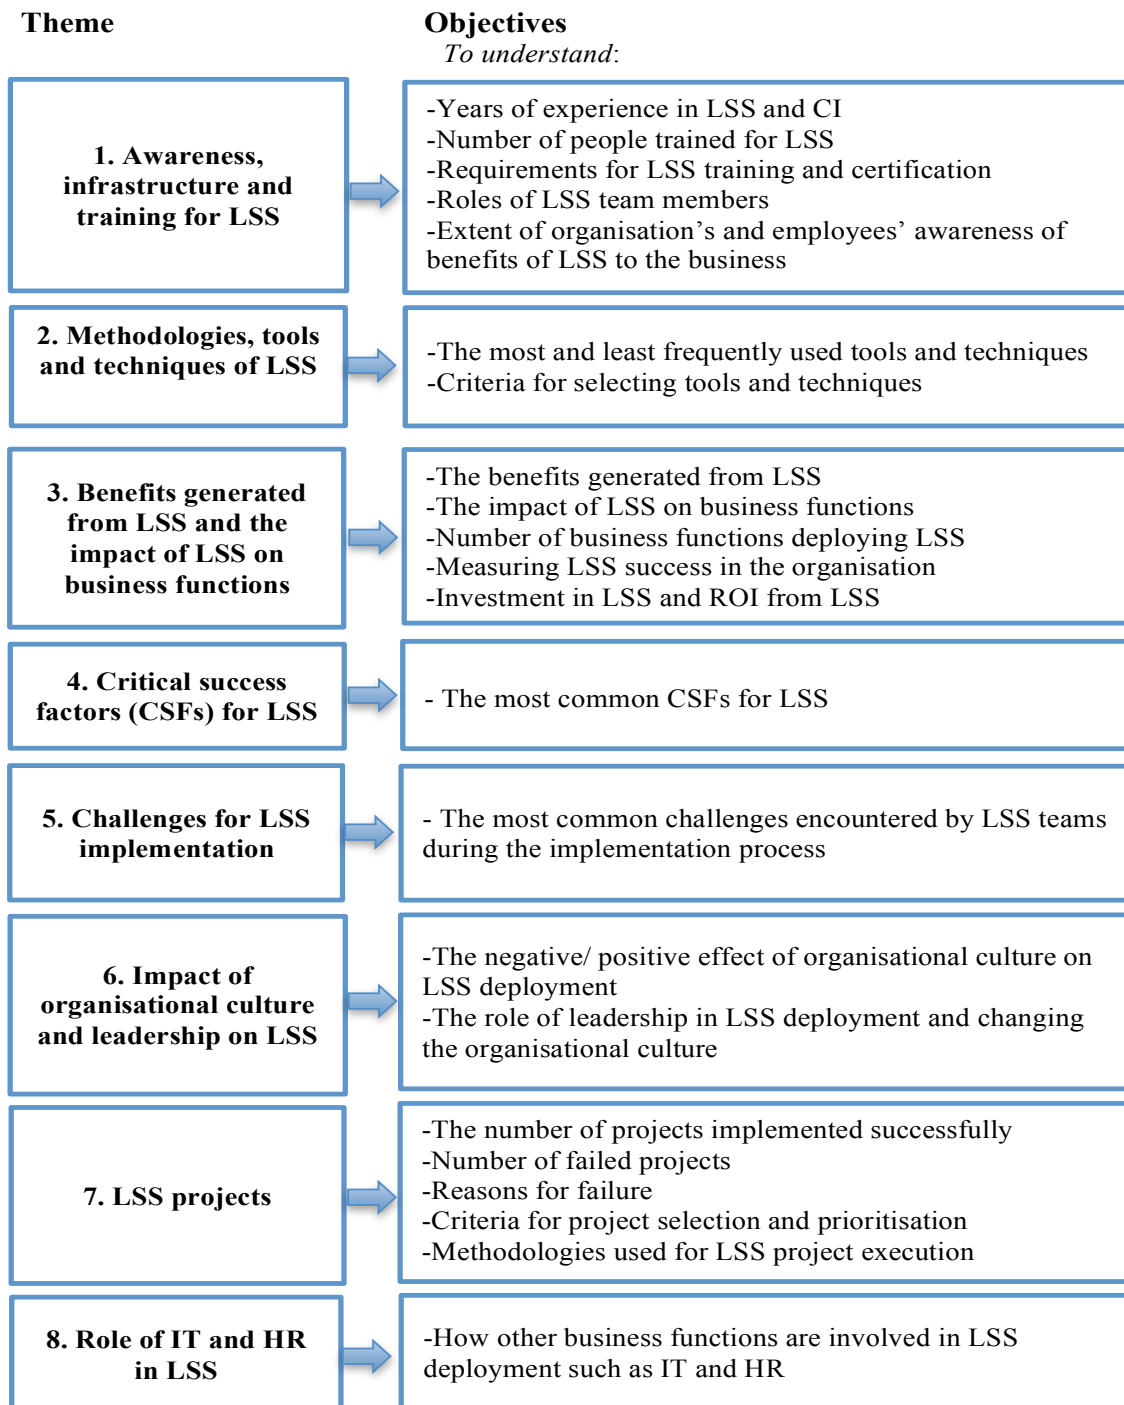 Theme
Objectives
To understand:
1. Awareness,
infrastructure and
training for LSS
-Years of experience in LSS and CI
-Number of people trained for LSS
-Requirements for LSS training and certification
-Roles of LSS team members
-Extent of organisation’s and employees’ awareness of
benefits of LSS to the business
2. Methodologies, tools
and techniques of LSS
-The most and least frequently used tools and techniques
-Criteria for selecting tools and techniques
3. Benefits generated
from LSS and the
impact of LSS on
business functions
-The benefits generated from LSS
-The impact of LSS on business functions
-Number of business functions deploying LSS
-Measuring LSS success in the organisation
-Investment in LSS and ROI from LSS
4. Critical success
factors (CSFs) for LSS
- The most common CSFs for LSS
5. Challenges for LSS
implementation
- The most common challenges encountered by LSS teams
during the implementation process
6. Impact of
organisational culture
and leadership on LSS
-The negative/ positive effect of organisational culture on
LSS deployment
-The role of leadership in LSS deployment and changing
the organisational culture
7. LSS projects
-The number of projects implemented successfully
-Number of failed projects
-Reasons for failure
-Criteria for project selection and prioritisation
-Methodologies used for LSS project execution
8. Role of IT and HR
in LSS
-How other business functions are involved in LSS
deployment such as IT and HR